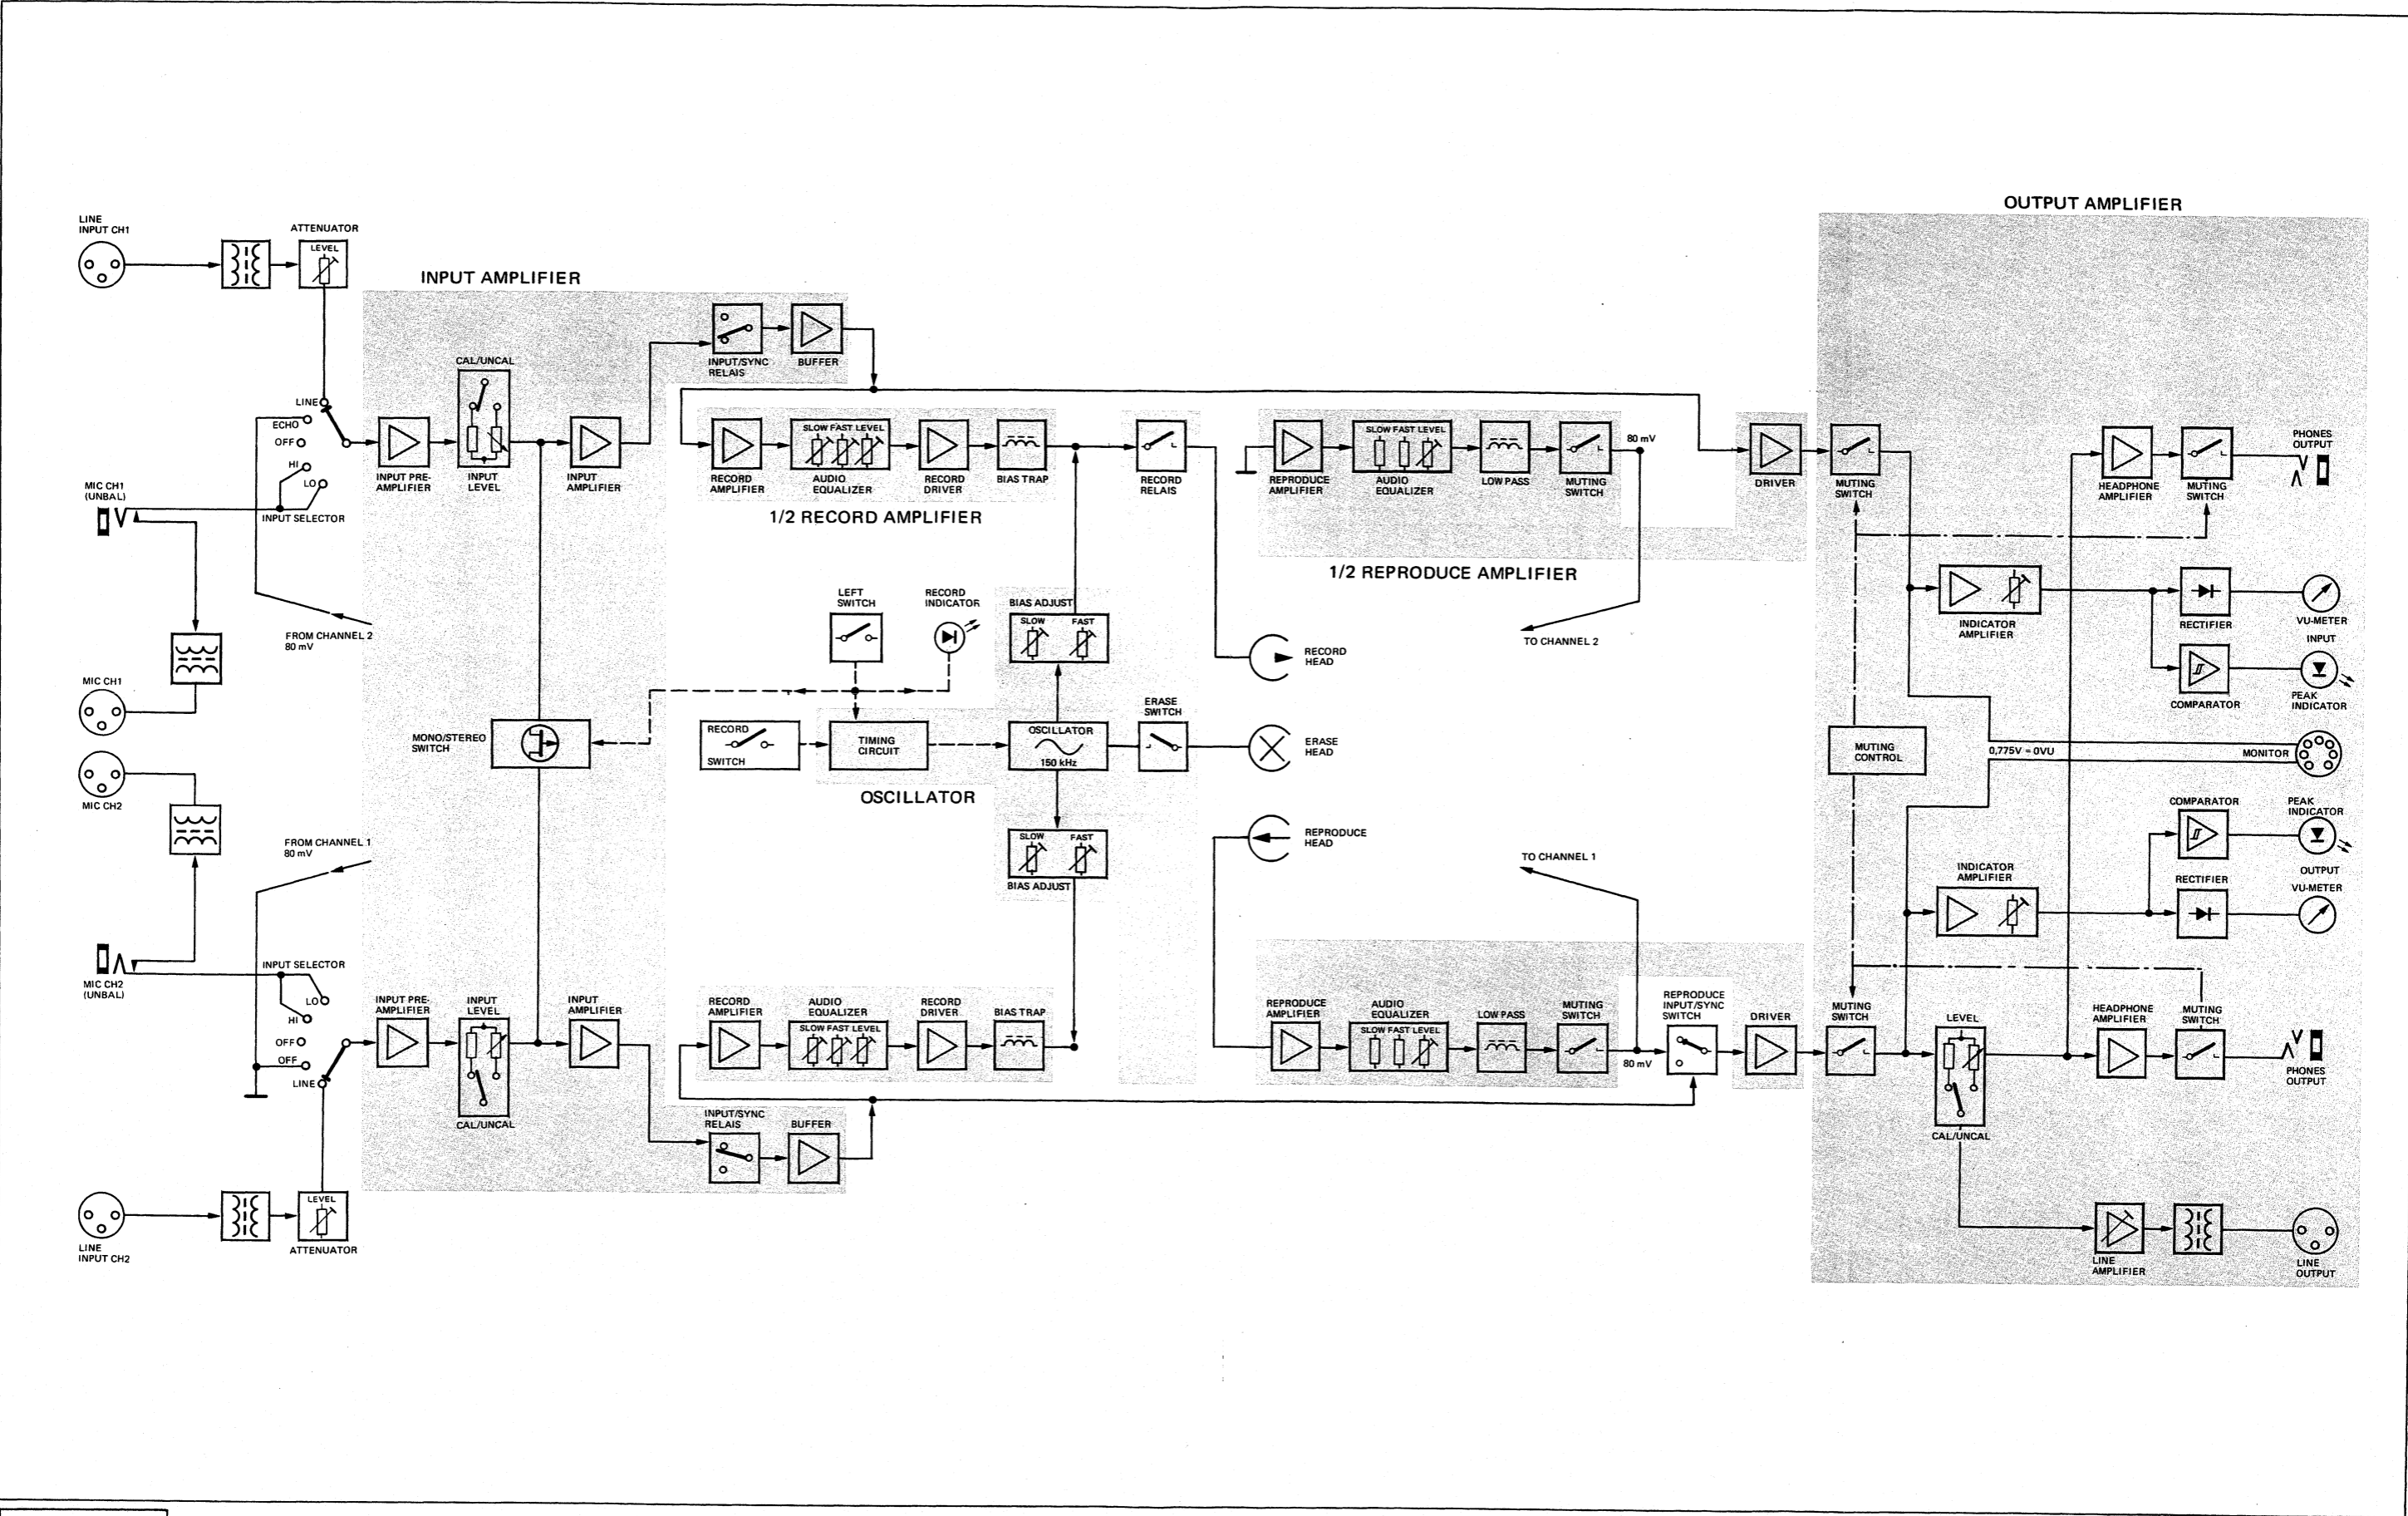 OUTPUT AMPLIFIER
LINE
INPUT CH1
ATTENUATOR
LEVEL
INPUT AMPLIFIER
CAL/UNCAL
INPUT/SYNC
RELAIS
BUFFER
LINE
ECHO
OFF
HI
LO
INPUT SELECTOR
MIC CH1
(UNBAL)
INPUT PRE-
AMPLIFIER
INPUT
LEVEL
INPUT
AMPLIFIER
RECORD
AMPLIFIER
SLOW FAST LEVEL
AUDIO
EQUALIZER
RECORD
DRIVER
BIAS TRAP
1/2 RECORD AMPLIFIER
RECORD
RELAIS
REPRODUCE
AMPLIFIER
SLOW FAST LEVEL
AUDIO
EQUALIZER
LOW PASS
MUTING
SWITCH
80 mV
1/2 REPRODUCE AMPLIFIER
DRIVER
MUTING
SWITCH
HEADPHONE
AMPLIFIER
MUTING
SWITCH
PHONES
OUTPUT
FROM CHANNEL 2
80 mV
LEFT
SWITCH
RECORD
INDICATOR
BIAS ADJUST
SLOW
FAST
RECORD
HEAD
TO CHANNEL 2
INDICATOR
AMPLIFIER
RECTIFIER
VU-METER
INPUT
COMPARATOR
PEAK
INDICATOR
MIC CH1
MONO/STEREO
SWITCH
RECORD
SWITCH
TIMING
CIRCUIT
OSCILLATOR
150 kHz
ERASE
SWITCH
ERASE
HEAD
OSCILLATOR
MUTING
CONTROL
0,775V = 0VU
MONITOR
MIC CH2
FROM CHANNEL 1
80 mV
SLOW
FAST
BIAS ADJUST
REPRODUCE
HEAD
TO CHANNEL 1
COMPARATOR
PEAK
INDICATOR
INDICATOR
AMPLIFIER
RECTIFIER
OUTPUT
VU-METER
MIC CH2
(UNBAL)
INPUT SELECTOR
LO
HI
OFF
OFF
LINE
INPUT PRE-
AMPLIFIER
INPUT
LEVEL
CAL/UNCAL
INPUT
AMPLIFIER
RECORD
AMPLIFIER
AUDIO
EQUALIZER
SLOW FAST LEVEL
RECORD
DRIVER
BIAS TRAP
REPRODUCE
AMPLIFIER
AUDIO
EQUALIZER
SLOW FAST LEVEL
LOW PASS
MUTING
SWITCH
80 mV
REPRODUCE
INPUT/SYNC
SWITCH
DRIVER
MUTING
SWITCH
LEVEL
CAL/UNCAL
HEADPHONE
AMPLIFIER
MUTING
SWITCH
PHONES
OUTPUT
INPUT/SYNC
RELAIS
BUFFER
LEVEL
ATTENUATOR
LINE
INPUT CH2
LINE
AMPLIFIER
LINE
OUTPUT